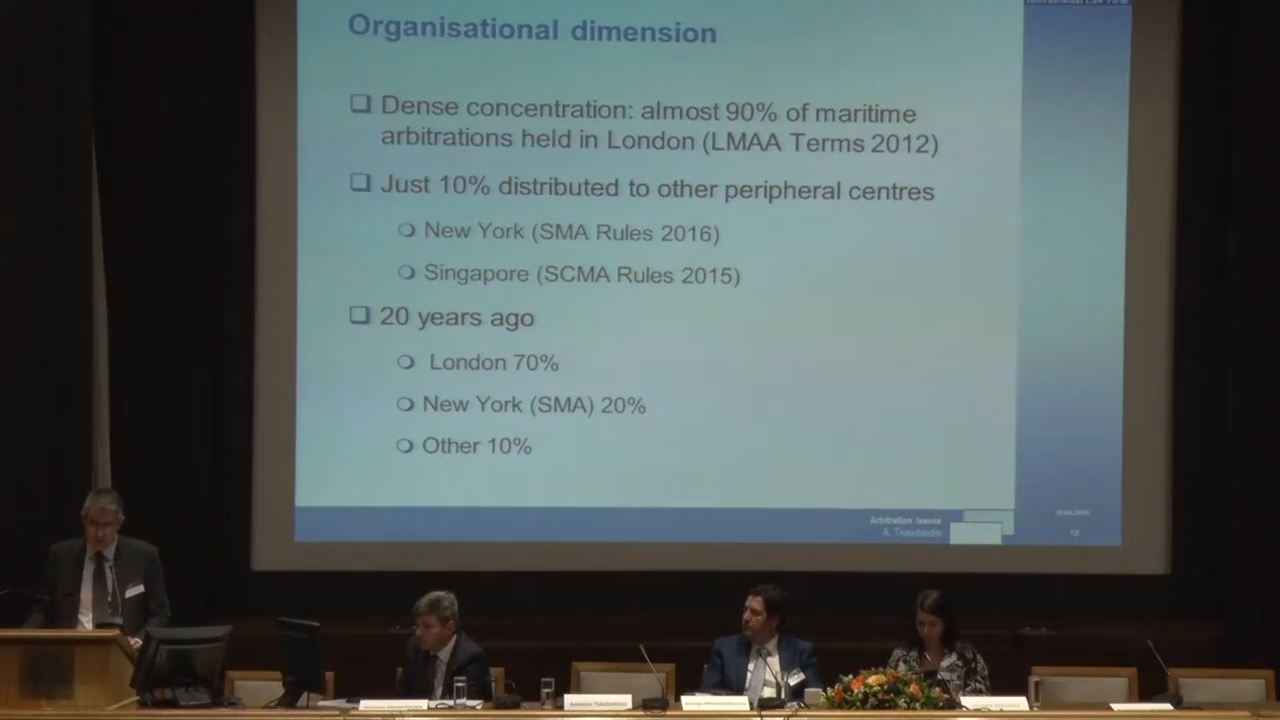 Organisational dimension
Dense concentration: almost 90% of maritime
arbitrations held in London (LMAA Terms 2012)
Just 10% distributed to other peripheral centres
New York (SMA Rules 2016)
Singapore (SCMA Rules 2015)
20 years ago
London 70%
New York (SMA) 20%
Other 10%
Arbitration Issues
A.